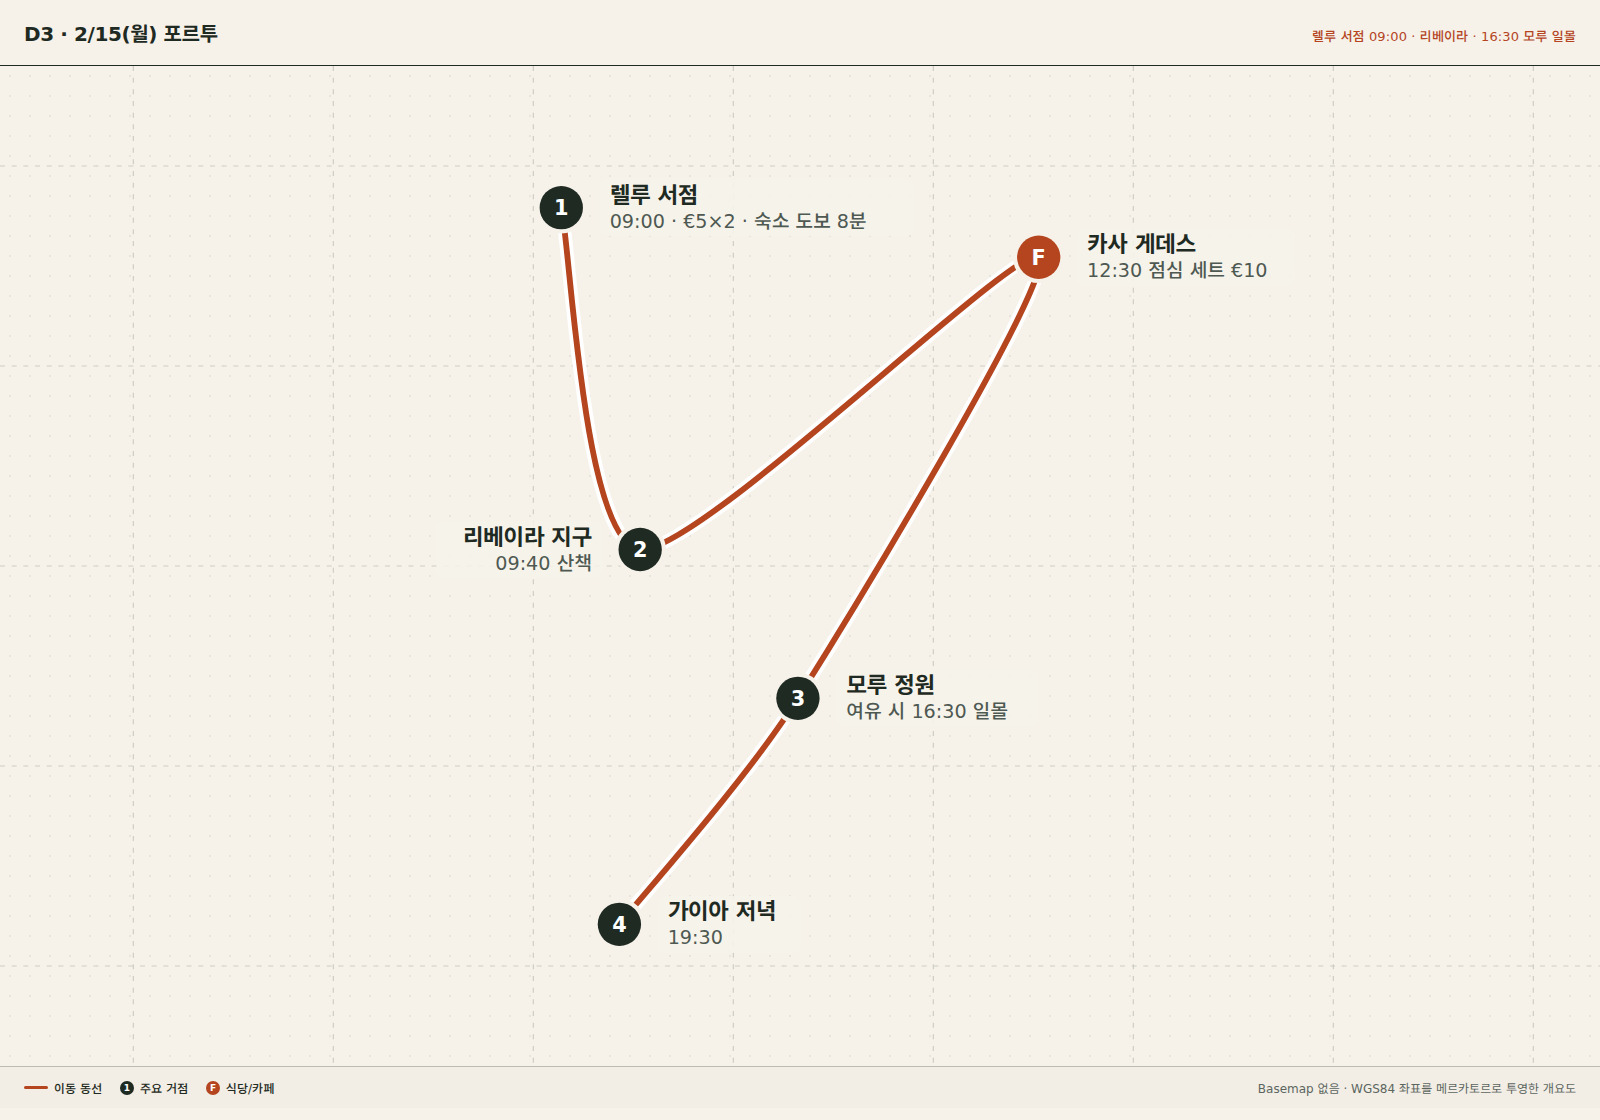 D3 · 2/15(월) 포르투
렐루 서점 09:00 · 리베이라 · 16:30 모루 일몰
1
렐루 서점
09:00 · €5×2 · 숙소 도보 8분
F
카사 게데스
12:30 점심 세트 €10
리베이라 지구
09:40 산책
2
3
모루 정원
여유 시 16:30 일몰
4
가이아 저녁
19:30
이동 동선
1 주요 거점
F 식당/카페
Basemap 없음 · WGS84 좌표를 메르카토르로 투영한 개요도